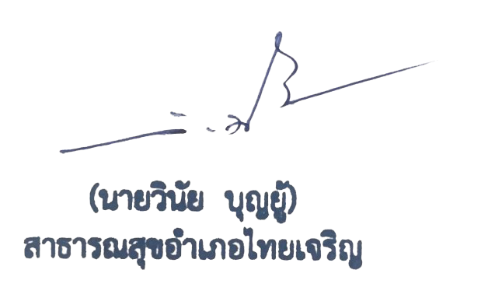 (นายวินัย บุญยู้)
สาธารณสุขอำเภอไทยเจริญ